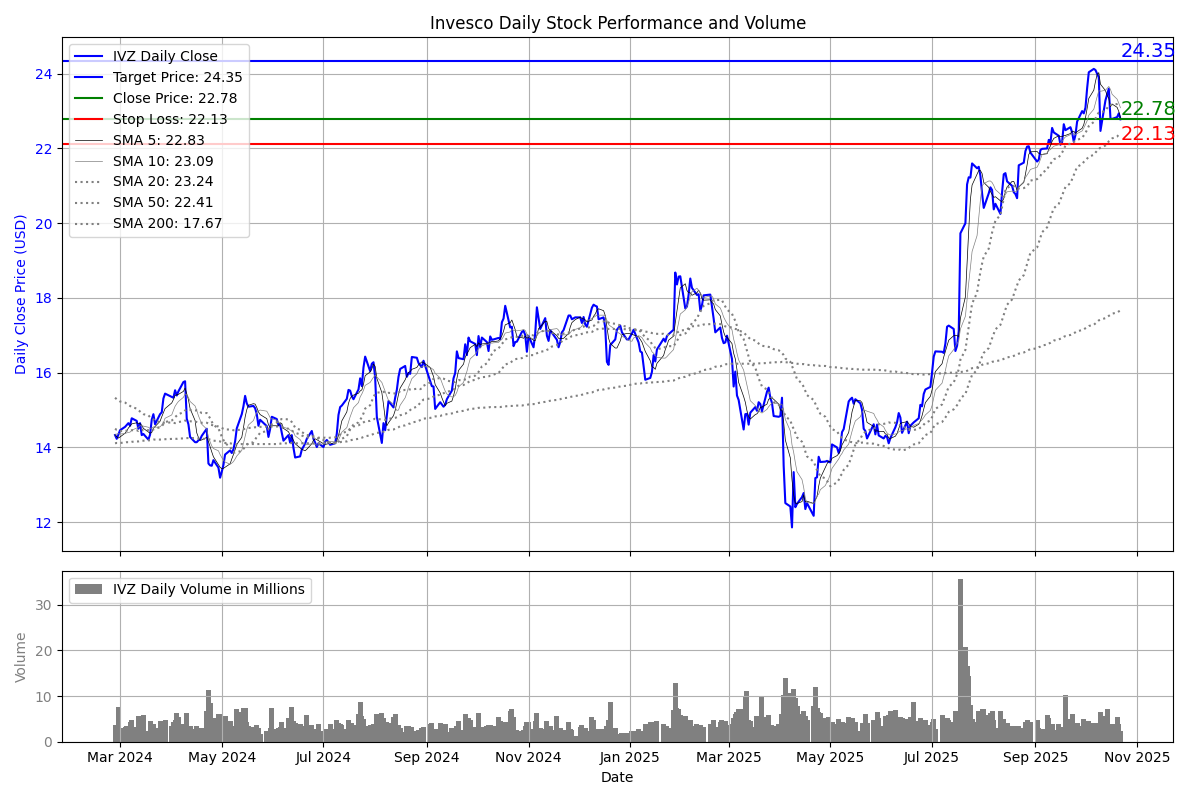 Invesco Daily Stock Performance and Volume
IVZ Daily Close
Target Price: 24.35
Close Price: 22.78
Stop Loss: 22.13
SMA 5: 22.83
SMA 10: 23.09
SMA 20: 23.24
SMA 50: 22.41
SMA 200: 17.67
24.35
22.78
22.13
24
22
20
18
16
14
12
Daily Close Price (USD)
IVZ Daily Volume in Millions
30
20
10
0
Volume
Mar 2024 May 2024 Jul 2024 Sep 2024 Nov 2024 Jan 2025 Mar 2025 May 2025 Jul 2025 Sep 2025 Nov 2025
Date